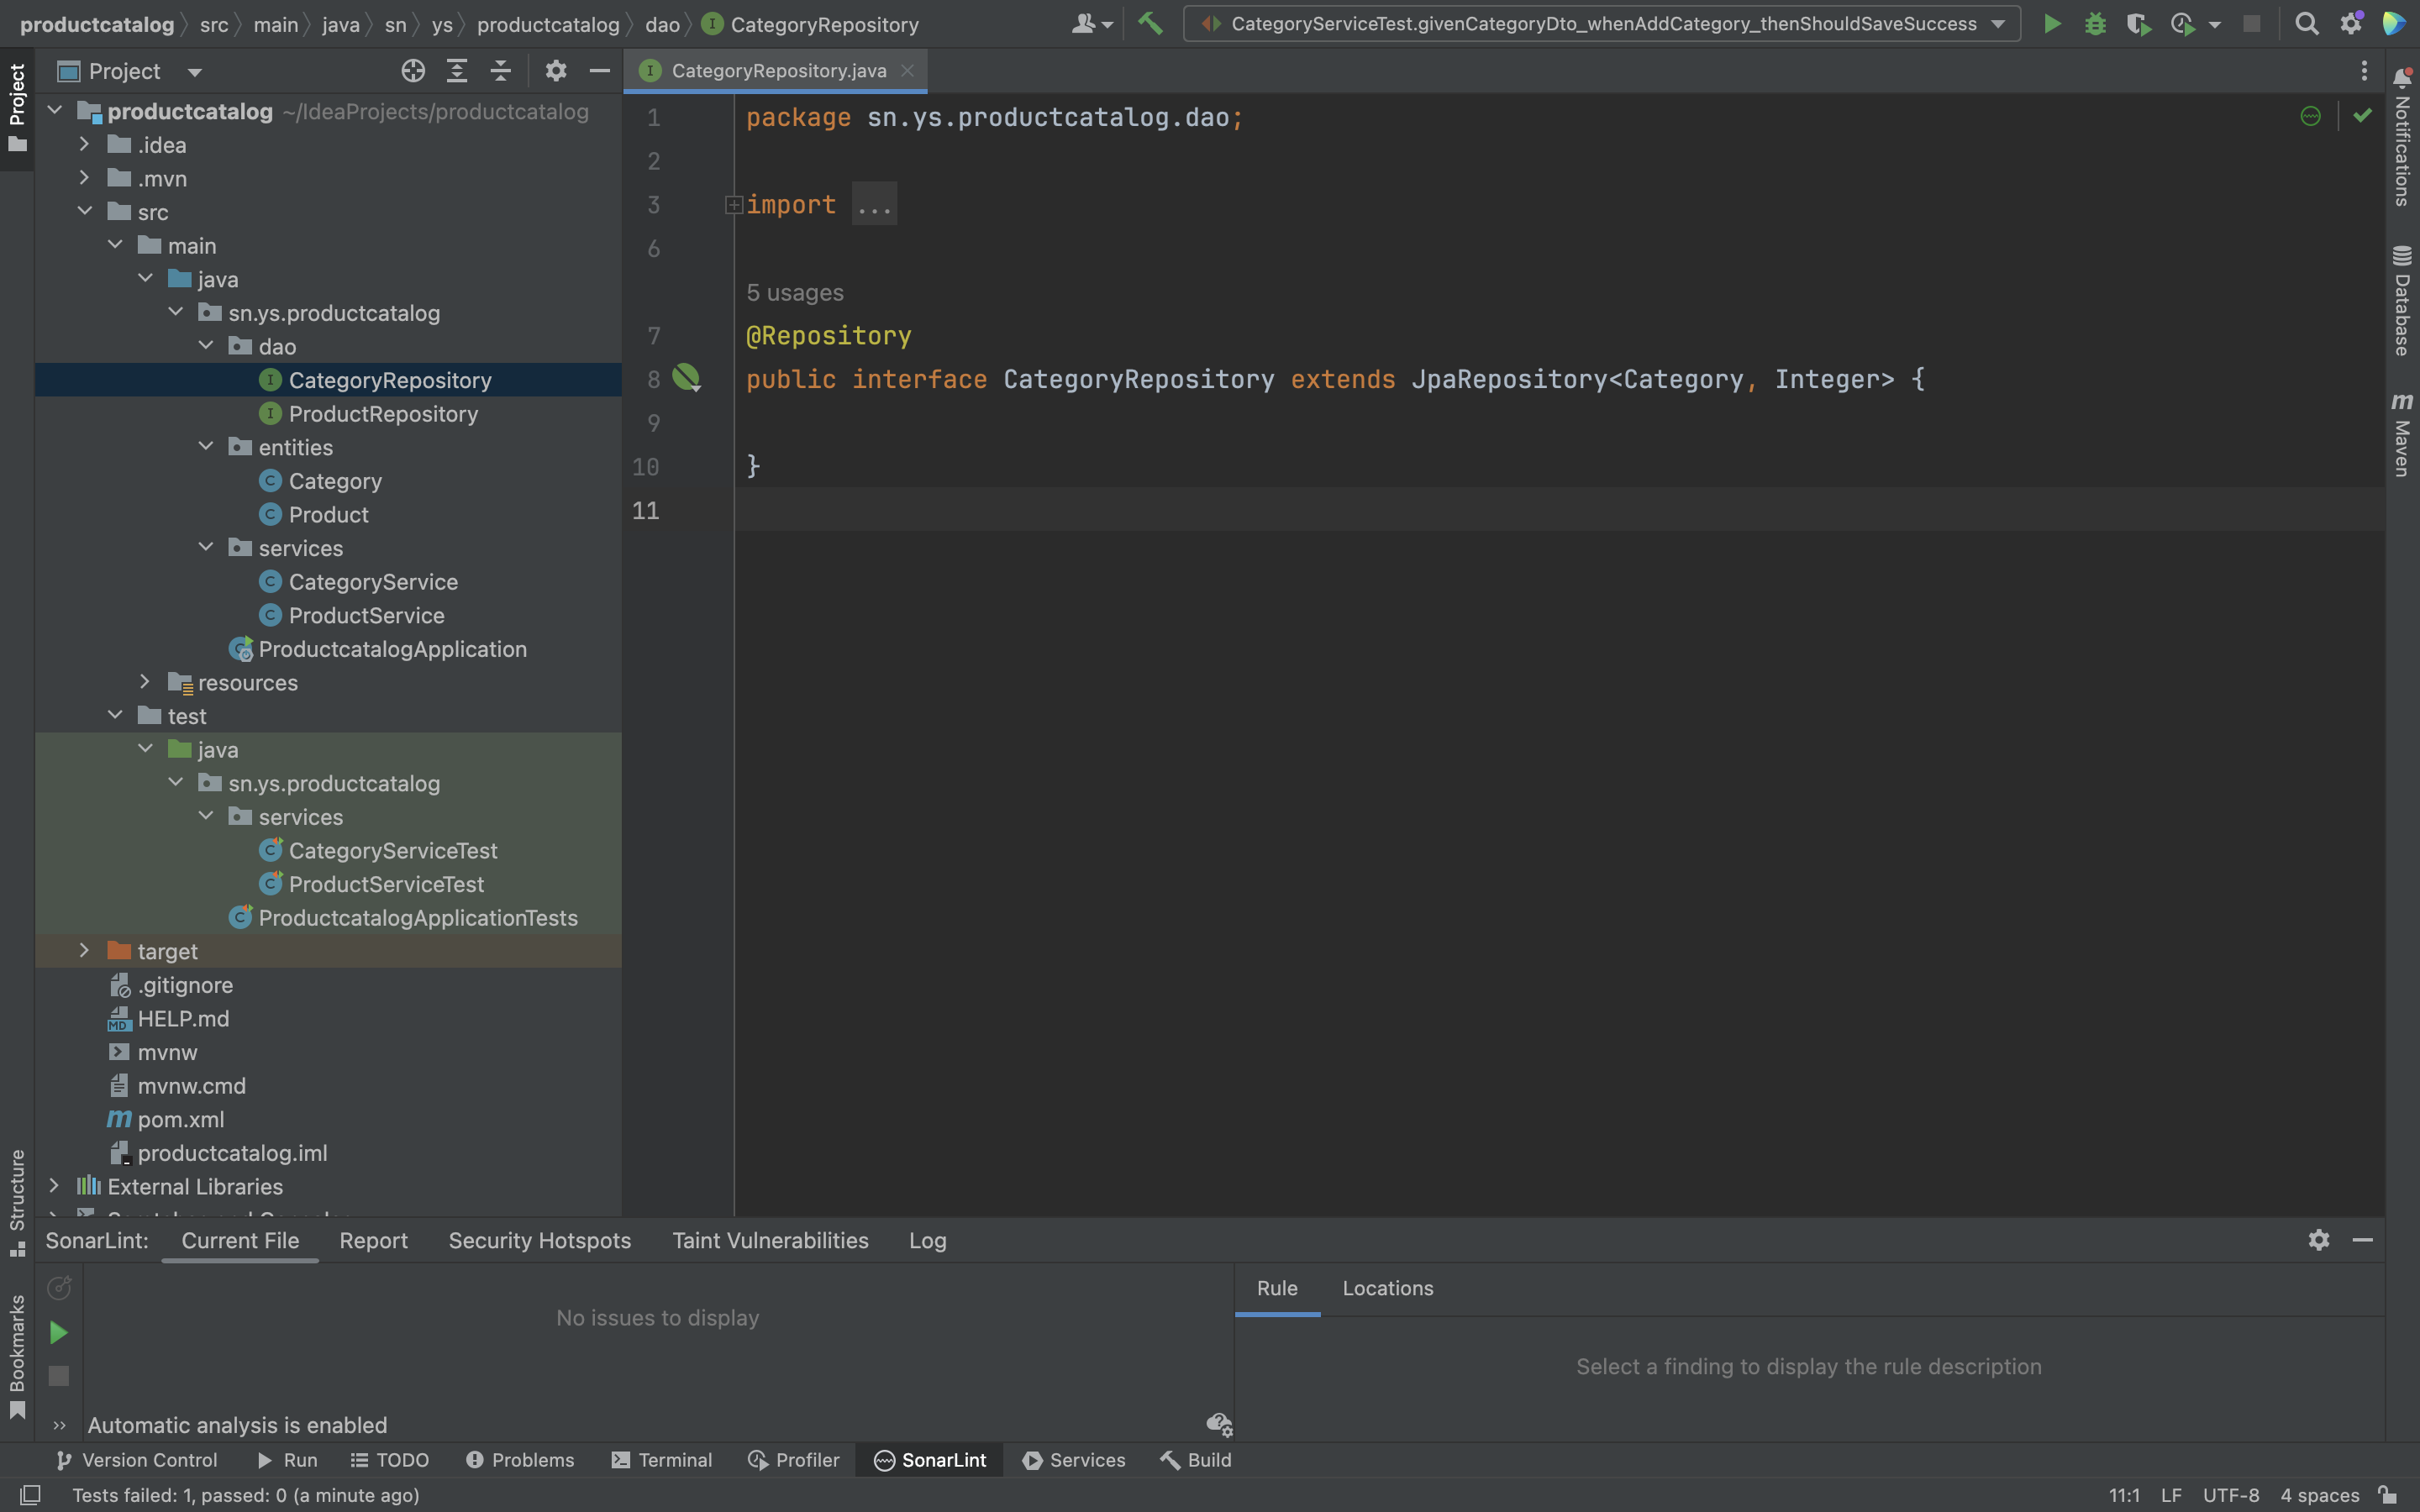 productcatalog src main java sn ys productcatalog dao CategoryRepository
CategoryServiceTest.givenCategoryDto_whenAddCategory_thenShouldSaveSuccess
Project
Project
CategoryRepository.java
productcatalog ~/IdeaProjects/productcatalog
.idea
.mvn
src
main
java
sn.ys.productcatalog
dao
CategoryRepository
ProductRepository
entities
Category
Product
services
CategoryService
ProductService
ProductcatalogApplication
resources
test
java
sn.ys.productcatalog
services
CategoryServiceTest
ProductServiceTest
ProductcatalogApplicationTests
target
.gitignore
HELP.md
mvnw
mvnw.cmd
pom.xml
productcatalog.iml
External Libraries
1 package sn.ys.productcatalog.dao;
2
3 import ...
6
5 usages
7 @Repository
8 public interface CategoryRepository extends JpaRepository<Category, Integer> {
9
10 }
11
Notifications
Database
Maven
Structure
Bookmarks
SonarLint: Current File Report Security Hotspots Taint Vulnerabilities Log
No issues to display
Automatic analysis is enabled
Rule Locations
Select a finding to display the rule description
Version Control Run TODO Problems Terminal Profiler SonarLint Services Build
Tests failed: 1, passed: 0 (a minute ago)
11:1 LF UTF-8 4 spaces